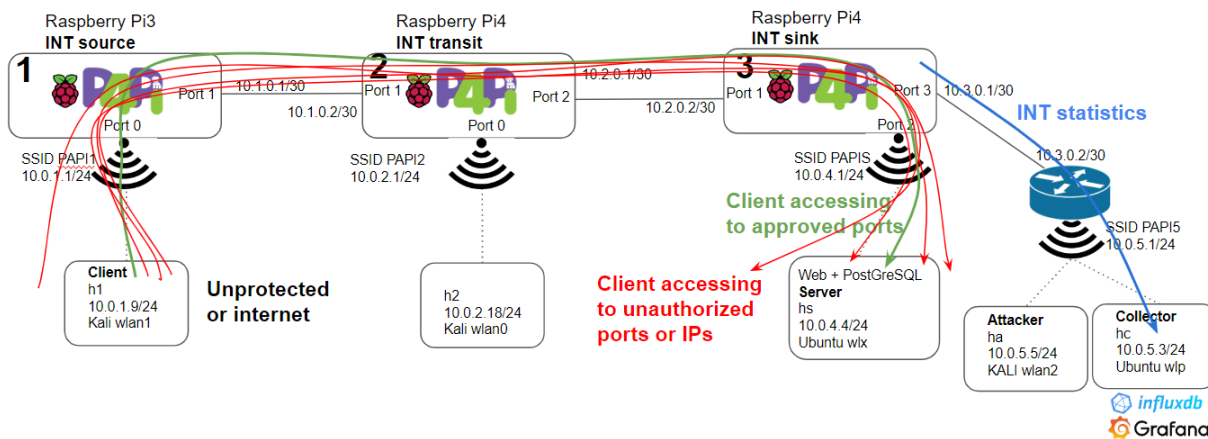 Raspberry Pi3
INT source
1
P4Pi
Port 1
Port 0
SSID PAPI1
10.0.1.1/24
10.1.0.1/30
10.1.0.2/30
Raspberry Pi4
INT transit
2
P4Pi
Port 1
Port 2
Port 0
SSID PAPI2
10.0.2.1/24
10.2.0.1/30
10.2.0.2/30
Raspberry Pi4
INT sink
3
P4Pi
Port 1
Port 3
Port 2
SSID PAPIS
10.0.4.1/24
10.3.0.1/30
INT statistics
10.3.0.2/30
SSID PAPI5
10.0.5.1/24
Client accessing
to approved ports
Client
h1
10.0.1.9/24
Kali wlan1
Unprotected
or internet
h2
10.0.2.18/24
Kali wlan0
Client accessing
to unauthorized
ports or IPs
Web + PostGreSQL
Server
hs
10.0.4.4/24
Ubuntu wlx
Attacker
ha
10.0.5.5/24
KALI wlan2
Collector
hc
10.0.5.3/24
Ubuntu wlp
influxdb
Grafana